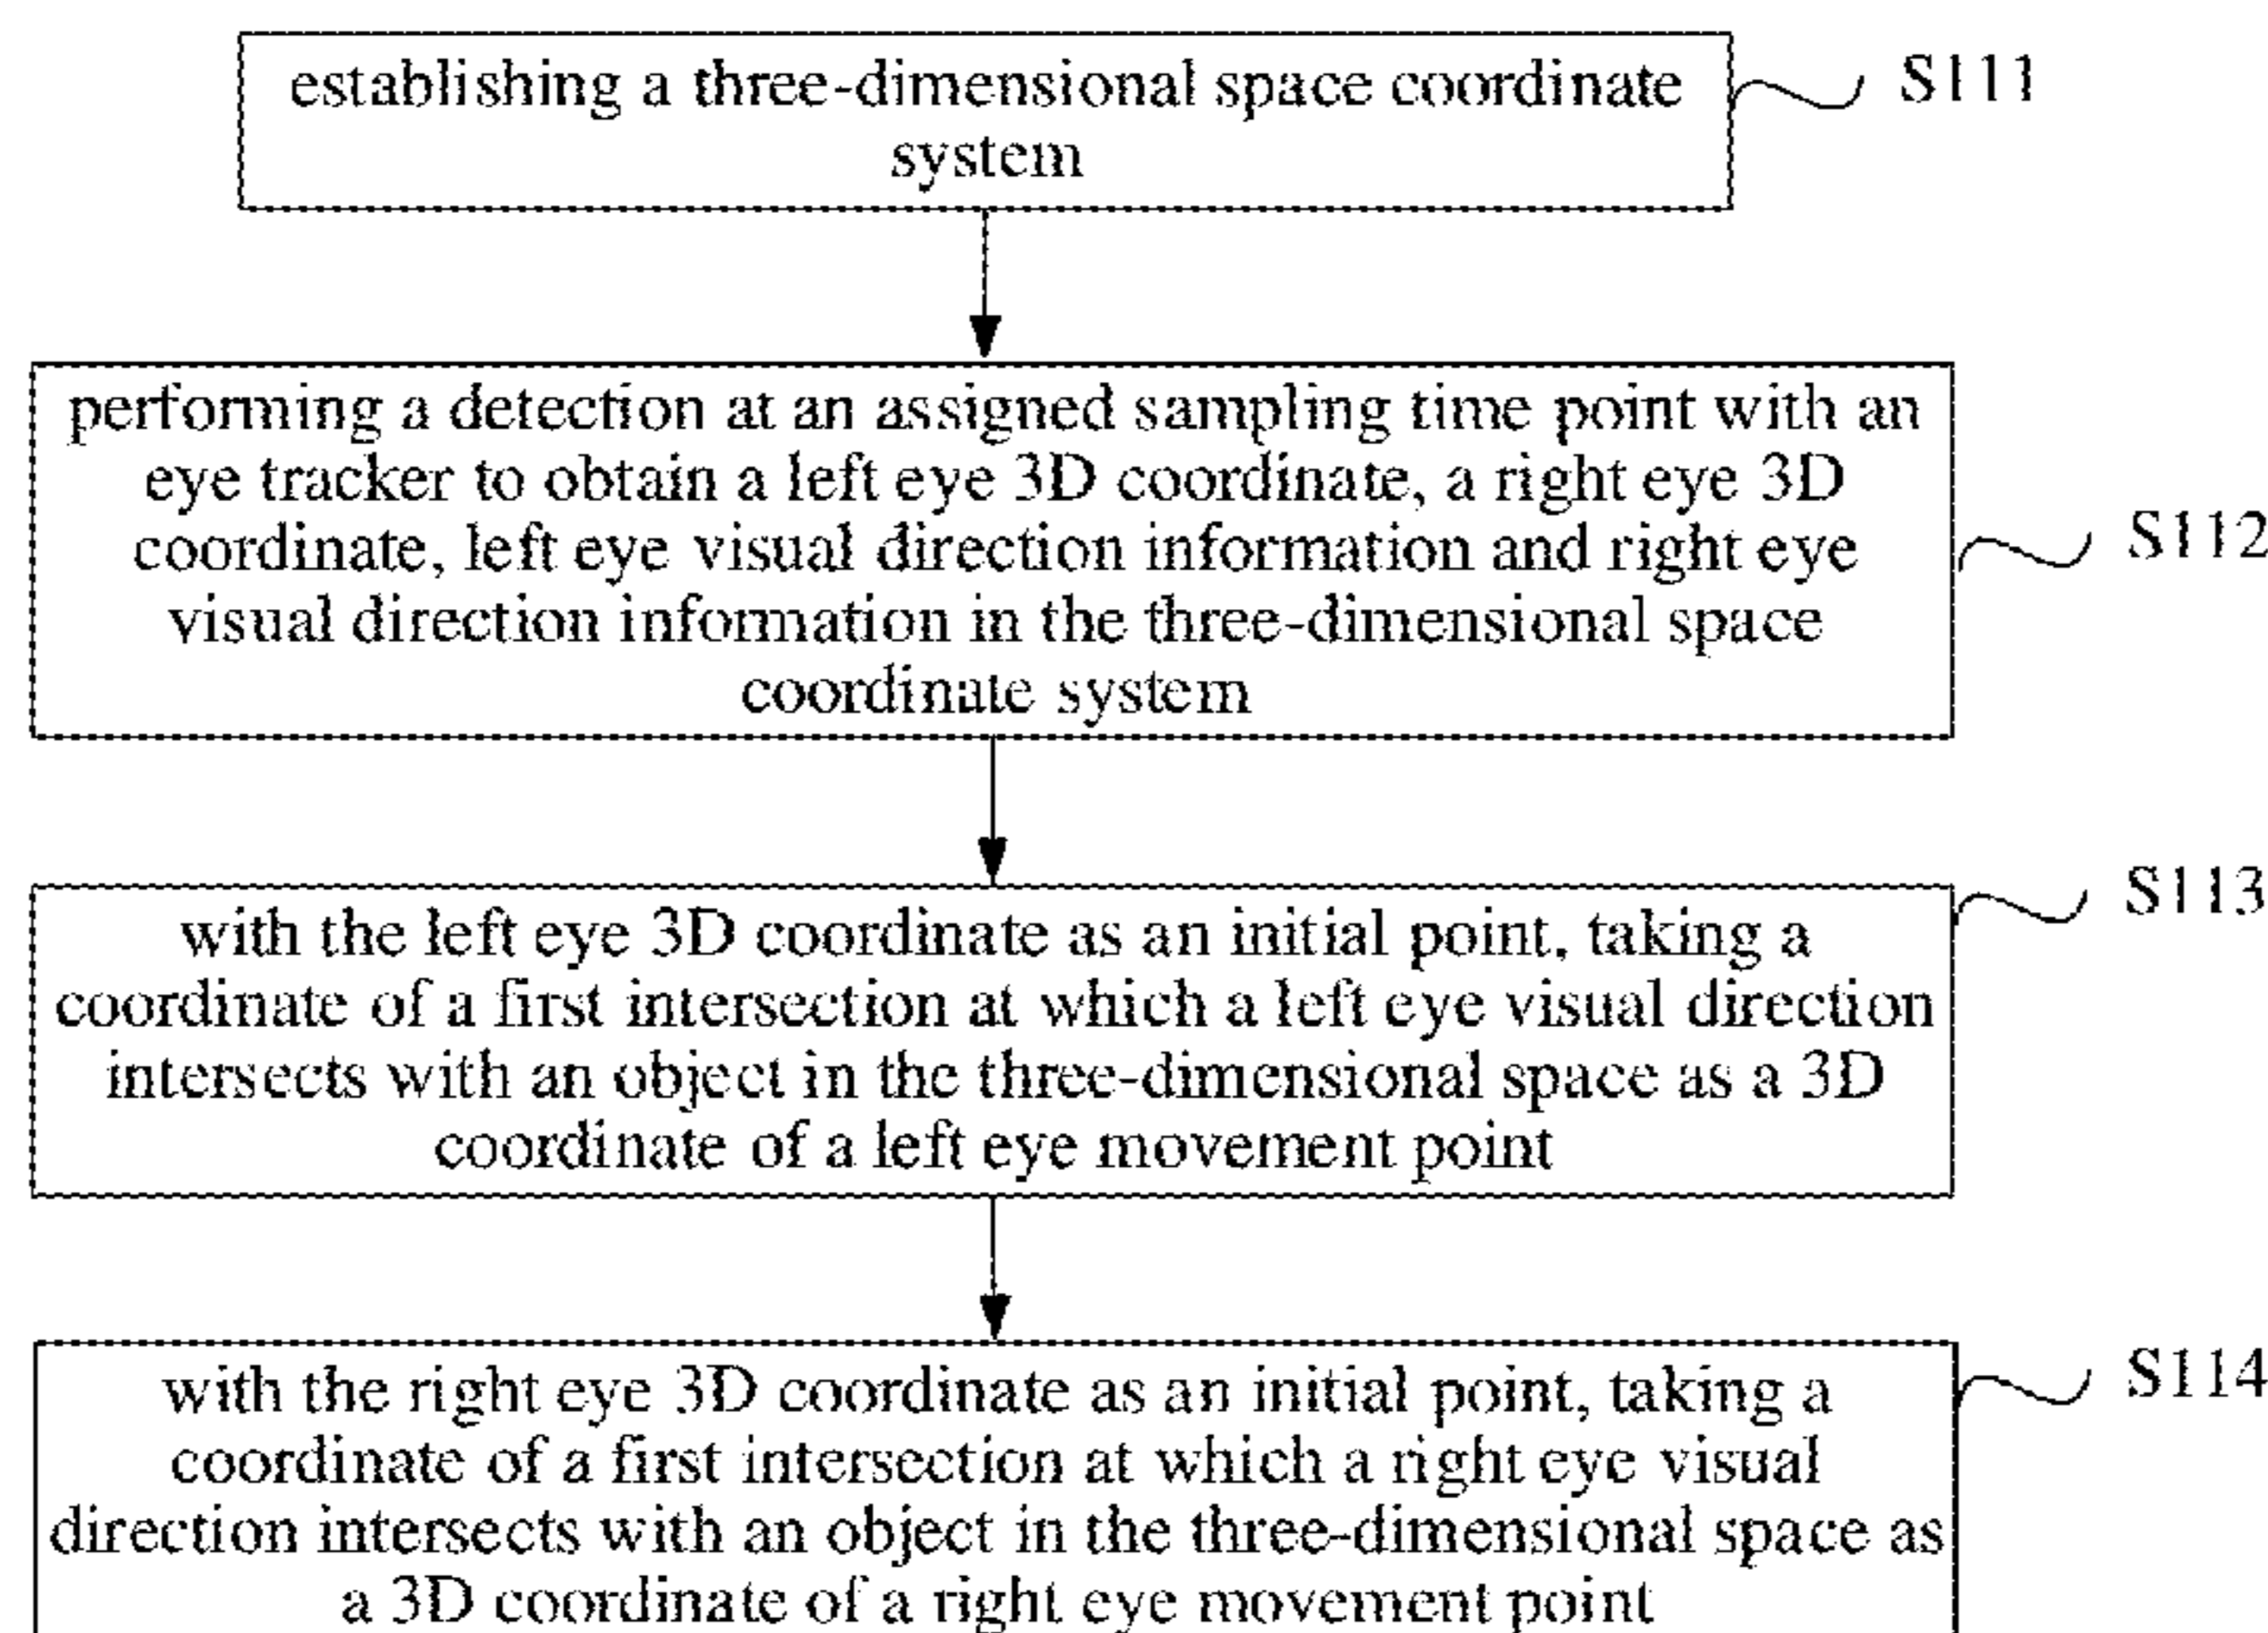 establishing a three-dimensional space coordinate
system
S111
performing a detection at an assigned sampling time point with an
eye tracker to obtain a left eye 3D coordinate, a right eye 3D
coordinate, left eye visual direction information and right eye
visual direction information in the three-dimensional space
coordinate system
S112
with the left eye 3D coordinate as an initial point, taking a
coordinate of a first intersection at which a left eye visual direction
intersects with an object in the three-dimensional space as a 3D
coordinate of a left eye movement point
S113
with the right eye 3D coordinate as an initial point, taking a
coordinate of a first intersection at which a right eye visual
direction intersects with an object in the three-dimensional space as
a 3D coordinate of a right eye movement point
S114